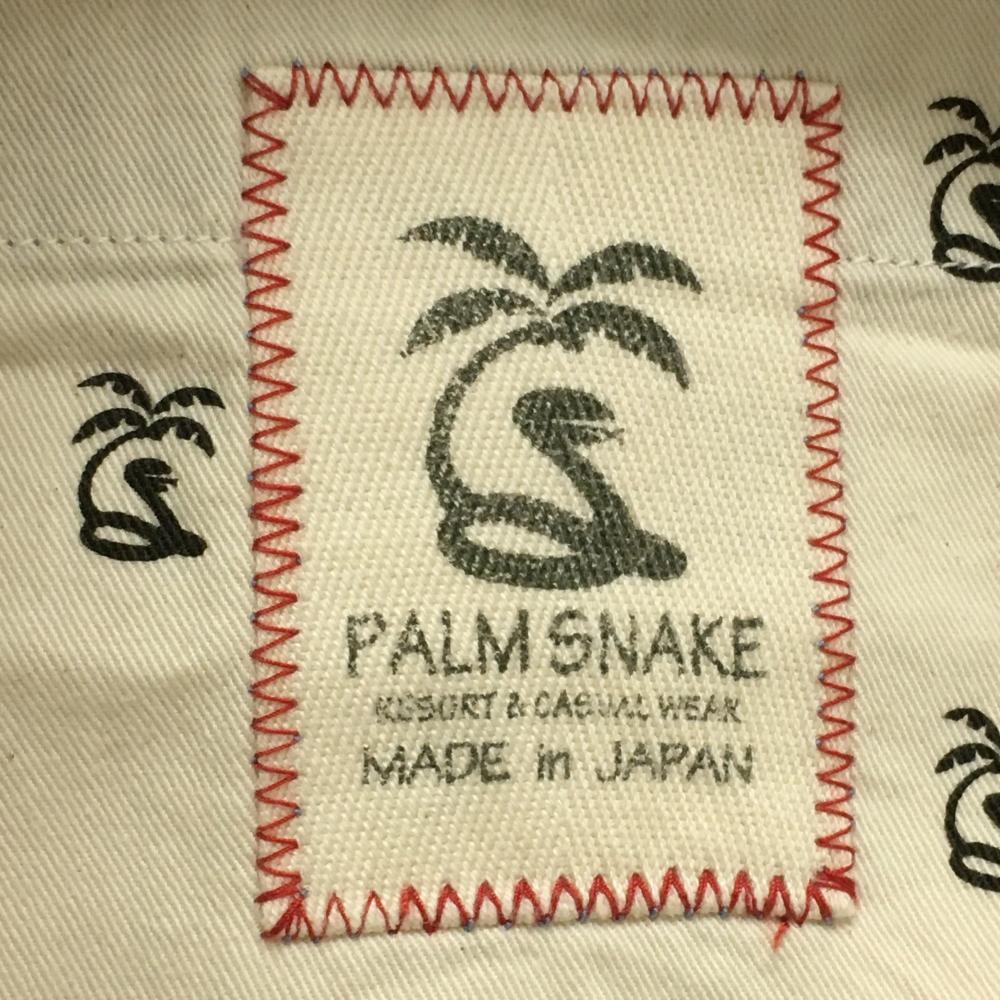 PALM SNAKE
RESORT & CASUAL WEAR
MADE in JAPAN